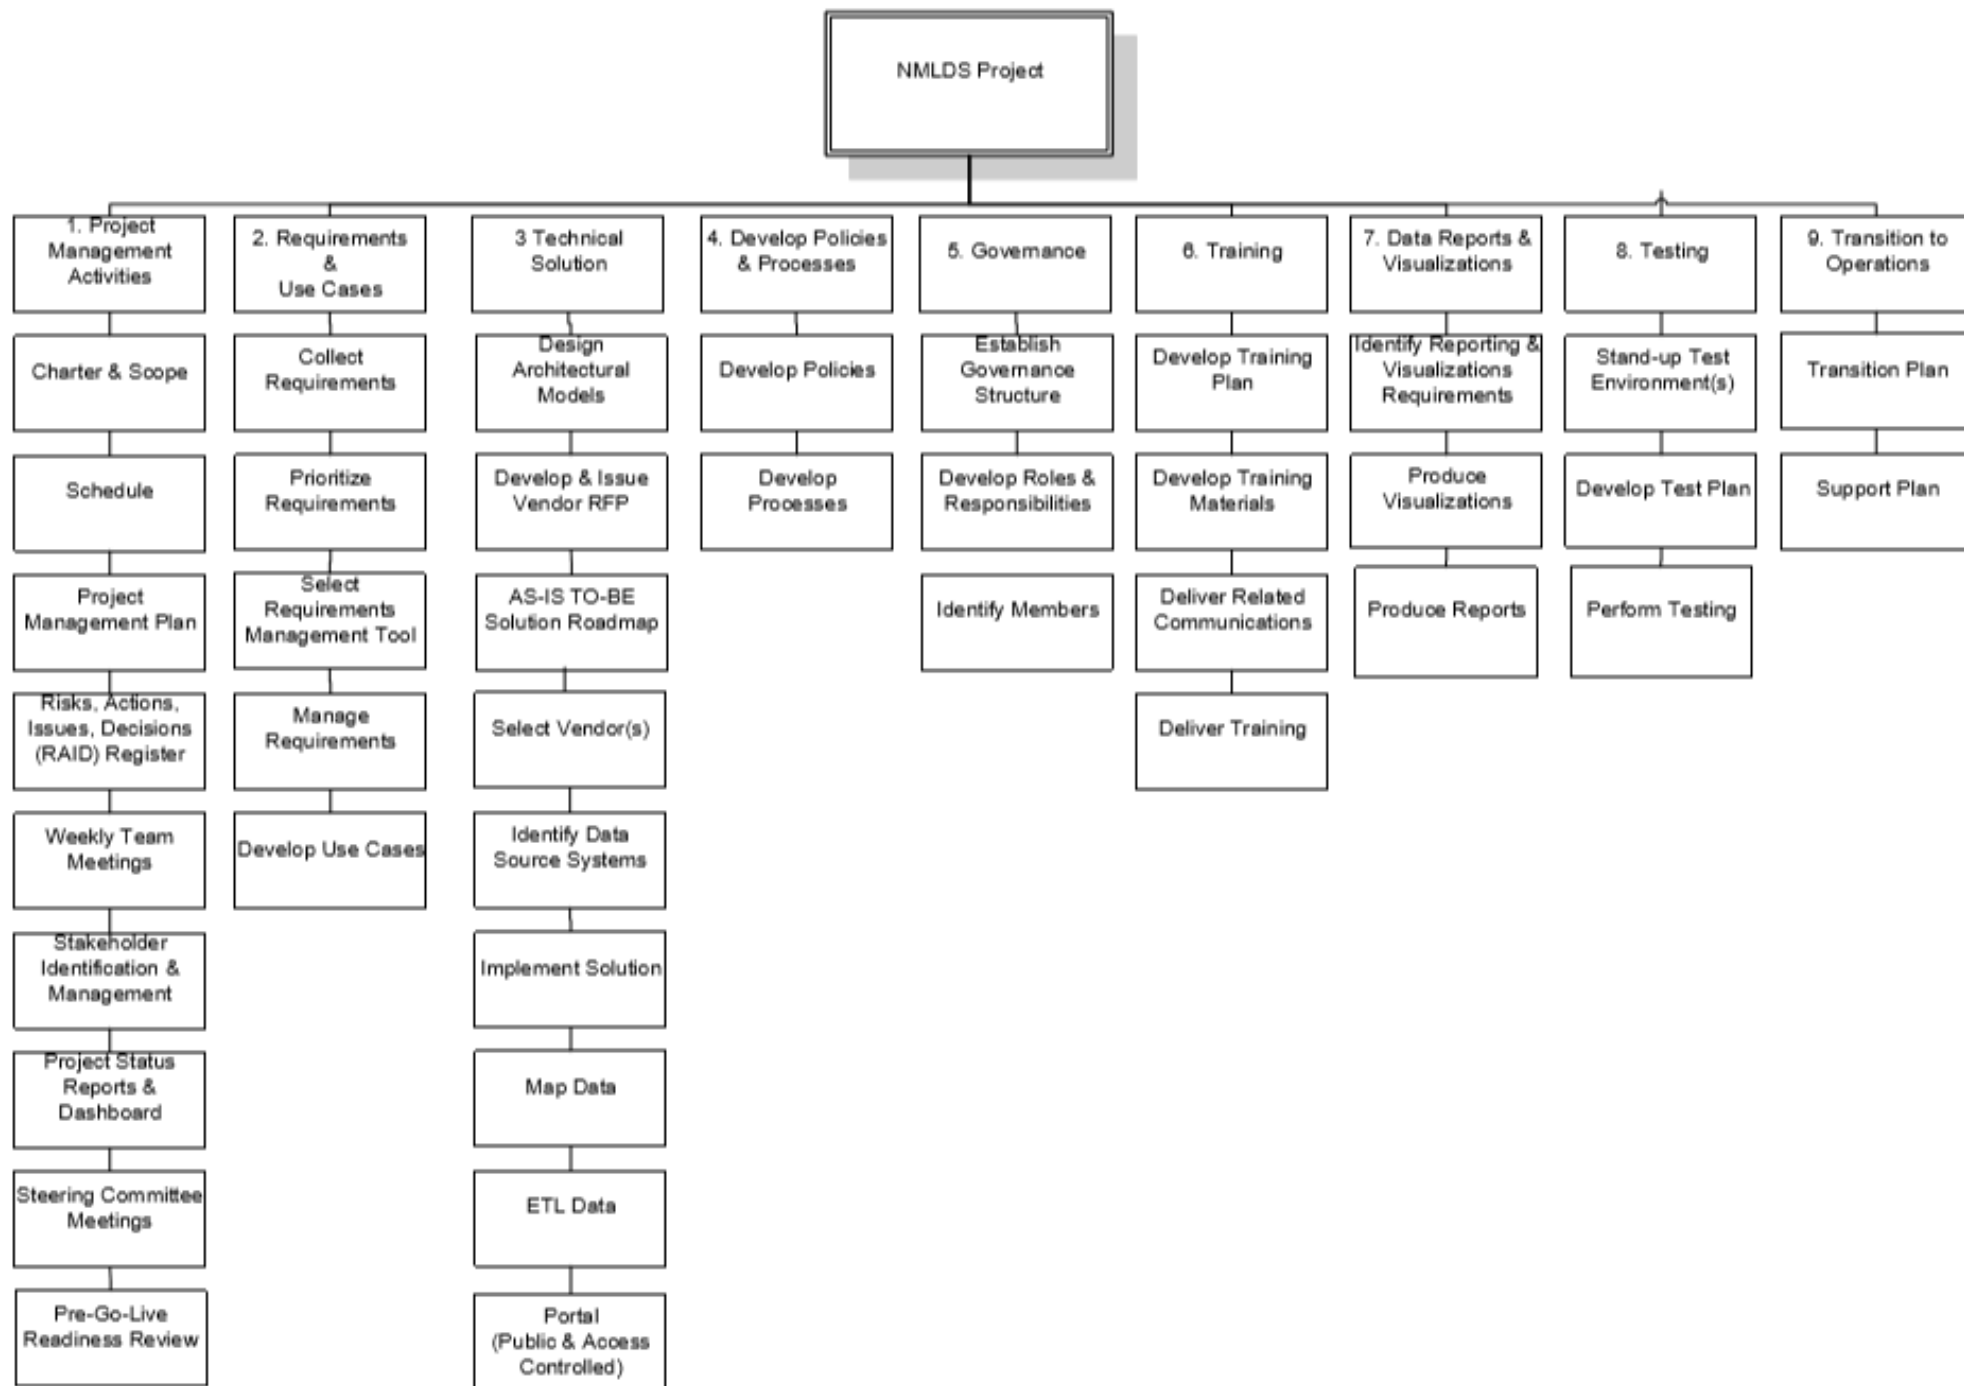 NMLDS Project
1. Project
Management
Activities
2. Requirements
&
Use Cases
3 Technical
Solution
4. Develop Policies
& Processes
5. Governance
6. Training
7. Data Reports &
Visualizations
8. Testing
9. Transition to
Operations
Charter & Scope
Collect
Requirements
Design
Architectural
Models
Develop Policies
Establish
Governance
Structure
Develop Training
Plan
Identify Reporting &
Visualizations
Requirements
Stand-up Test
Environment(s)
Transition Plan
Schedule
Prioritize
Requirements
Develop & Issue
Vendor RFP
Develop
Processes
Develop Roles &
Responsibilities
Develop Training
Materials
Produce
Visualizations
Develop Test Plan
Support Plan
Project
Management Plan
Select
Requirements
Management Tool
AS-IS TO-BE
Solution Roadmap
Identify Members
Deliver Related
Communications
Produce Reports
Perform Testing
Risks, Actions,
Issues, Decisions
(RAID) Register
Manage
Requirements
Select Vendor(s)
Deliver Training
Weekly Team
Meetings
Develop Use Cases
Identify Data
Source Systems
Stakeholder
Identification &
Management
Implement Solution
Project Status
Reports &
Dashboard
Map Data
Steering Committee
Meetings
ETL Data
Pre-Go-Live
Readiness Review
Portal
(Public & Access
Controlled)